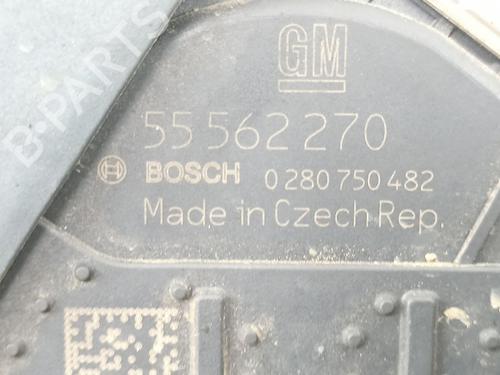 B-PARTS
GM
55 562 270
BOSCH 0 280 750 482
Made in Czech Rep.